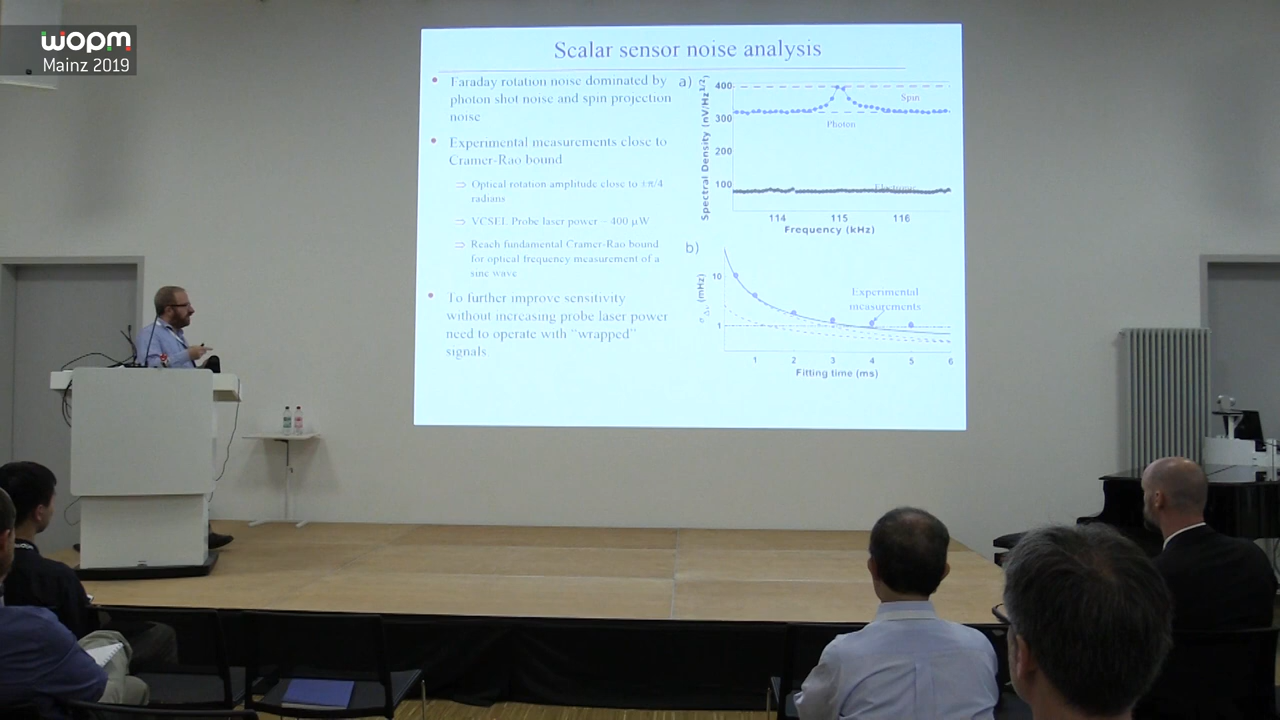 wopm
Mainz 2019
Scalar sensor noise analysis
• Faraday rotation noise dominated by
photon shot noise and spin projection
noise
• Experimental measurements close to
Cramer-Rao bound
⊃ Optical rotation amplitude close to ±π/4
radians
⊃ VCSEL Probe laser power ~ 400 μW
⊃ Reach fundamental Cramer-Rao bound
for optical frequency measurement of a
sine wave
• To further improve sensitivity
without increasing probe laser power
need to operate with “wrapped”
signals
a)
Spectral Density (nV/Hz^1/2)
400
300
200
100
Spin
Photon
Electronic
114 115 116
Frequency (kHz)
b)
(mHz)
10
1
Experimental
measurements
1 2 3 4 5 6
Fitting time (ms)